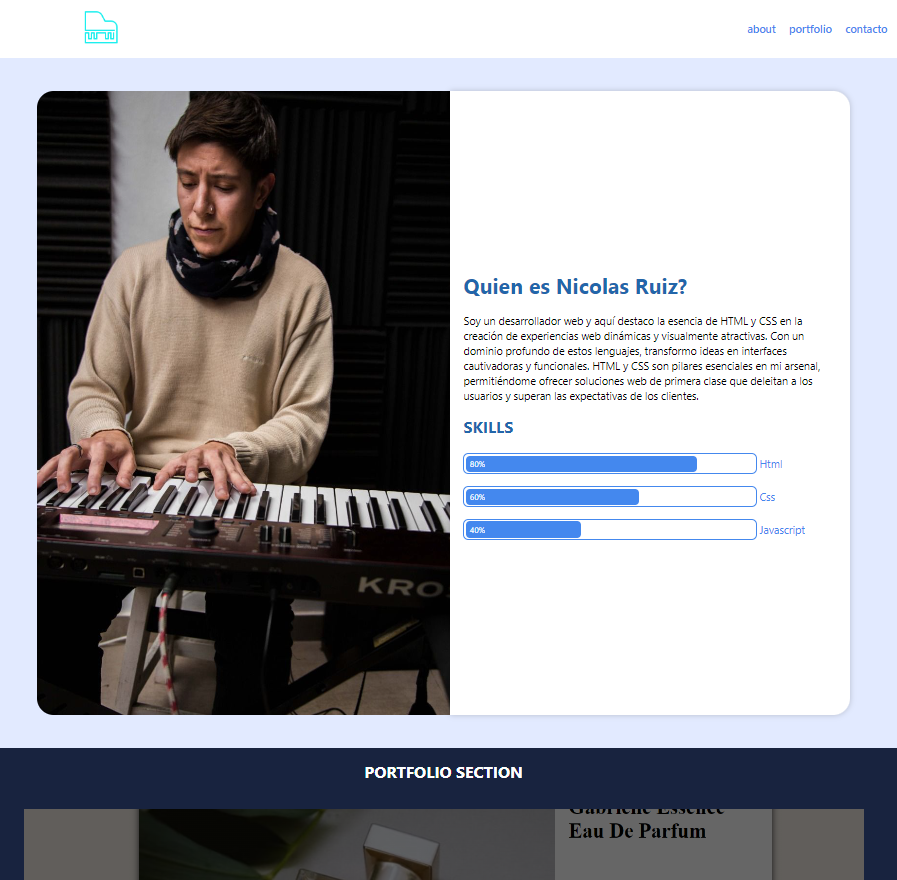 about portfolio contacto
Quien es Nicolas Ruiz?
Soy un desarrollador web y aquí destaco la esencia de HTML y CSS en la
creación de experiencias web dinámicas y visualmente atractivas. Con un
dominio profundo de estos lenguajes, transformo ideas en interfaces
cautivadoras y funcionales. HTML y CSS son pilares esenciales en mi arsenal,
permitiéndome ofrecer soluciones web de primera clase que deleitan a los
usuarios y superan las expectativas de los clientes.
SKILLS
80% Html
60% Css
40% Javascript
KRO
PORTFOLIO SECTION
Gabrielle Essence
Eau De Parfum